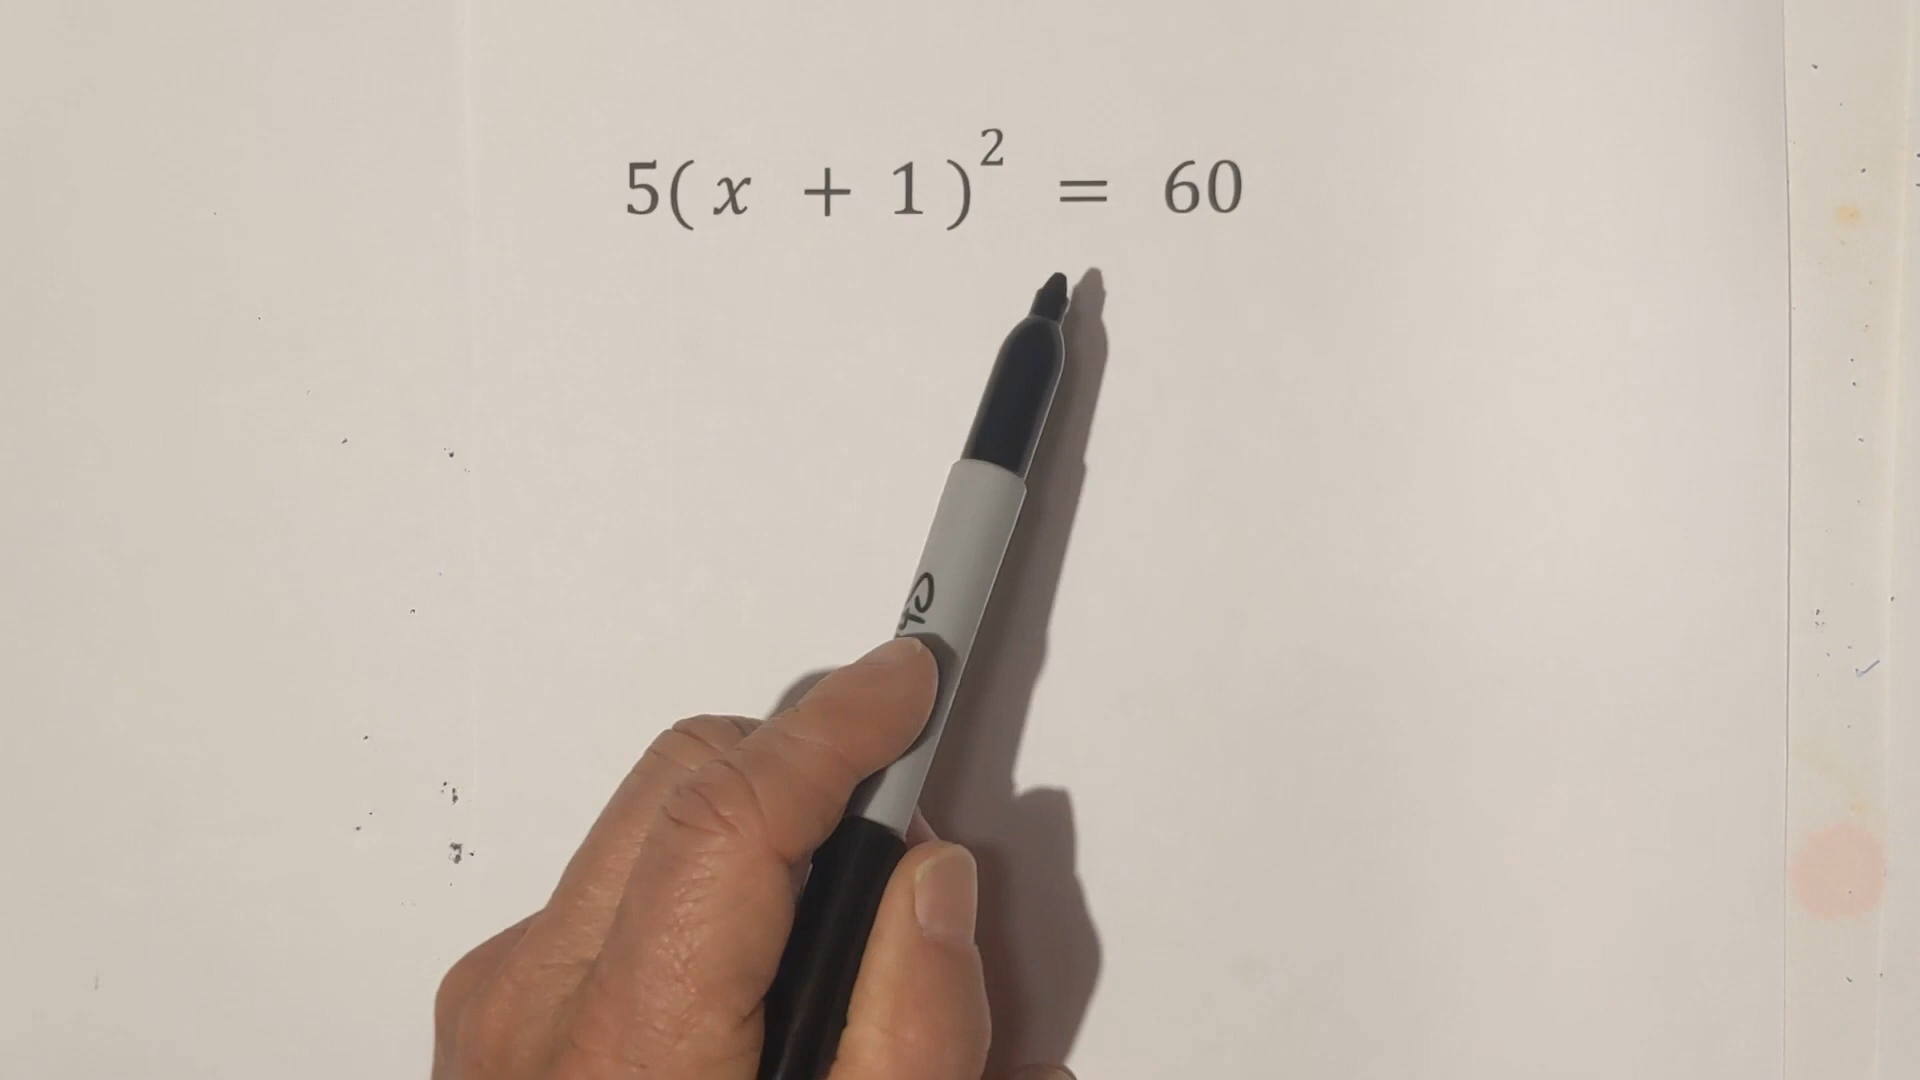 5(x + 1)² = 60